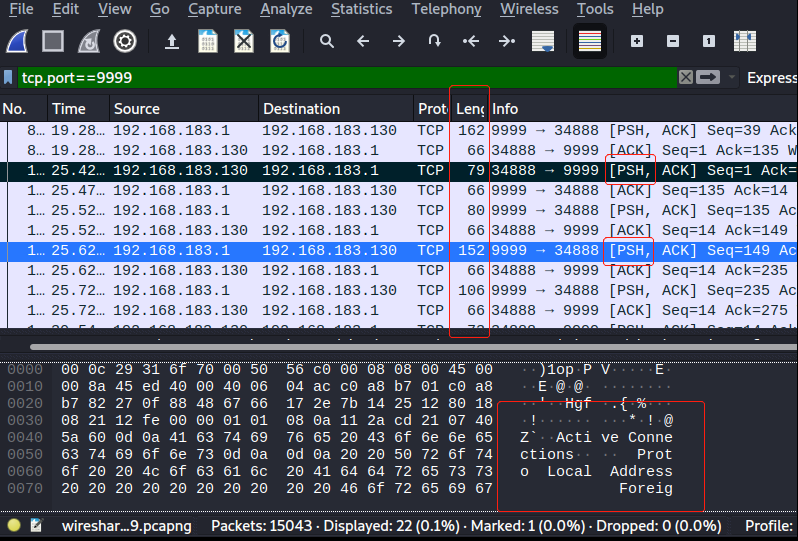 File Edit View Go Capture Analyze Statistics Telephony Wireless Tools Help
tcp.port==9999 Express
No. Time Source Destination Prot Leng Info
8… 19.28… 192.168.183.1 192.168.183.130 TCP 162 9999 → 34888 [PSH, ACK] Seq=39 Ack
8… 19.28… 192.168.183.130 192.168.183.1 TCP 66 34888 → 9999 [ACK] Seq=1 Ack=135 W
1… 25.42… 192.168.183.130 192.168.183.1 TCP 79 34888 → 9999 [PSH, ACK] Seq=1 Ack=
1… 25.47… 192.168.183.1 192.168.183.130 TCP 66 9999 → 34888 [ACK] Seq=135 Ack=14
1… 25.52… 192.168.183.1 192.168.183.130 TCP 80 9999 → 34888 [PSH, ACK] Seq=135 Ac
1… 25.52… 192.168.183.130 192.168.183.1 TCP 66 34888 → 9999 [ACK] Seq=14 Ack=149
1… 25.62… 192.168.183.1 192.168.183.130 TCP 152 9999 → 34888 [PSH, ACK] Seq=149 Ac
1… 25.62… 192.168.183.130 192.168.183.1 TCP 66 34888 → 9999 [ACK] Seq=14 Ack=235
1… 25.72… 192.168.183.1 192.168.183.130 TCP 106 9999 → 34888 [PSH, ACK] Seq=235 Ac
1… 25.72… 192.168.183.130 192.168.183.1 TCP 66 34888 → 9999 [ACK] Seq=14 Ack=275
0000 00 0c 29 31 6f 70 00 50 56 c0 00 08 08 00 45 00 ··)1op·P V·····E·
0010 00 8a 45 ed 40 00 40 06 04 ac c0 a8 b7 01 c0 a8 ··E·@·@· ········
0020 b7 82 27 0f 88 48 67 66 17 2e 7b 14 25 12 80 18 ··'··Hgf ·.{·%···
0030 08 21 12 fe 00 00 01 01 08 0a 11 2a cd 21 07 40 ·!······ ···*·!·@
0040 5a 60 0d 0a 41 63 74 69 76 65 20 43 6f 6e 6e 65 Z`··Acti ve Conne
0050 63 74 69 6f 6e 73 0d 0a 0d 0a 20 20 50 72 6f 74 ctions·· ·· Prot
0060 6f 20 20 4c 6f 63 61 6c 20 41 64 64 72 65 73 73 o Local Address
0070 20 20 20 20 20 20 20 20 20 20 46 6f 72 65 69 67 Foreig
wireshar…9.pcapng Packets: 15043 · Displayed: 22 (0.1%) · Marked: 1 (0.0%) · Dropped: 0 (0.0%) Profile: